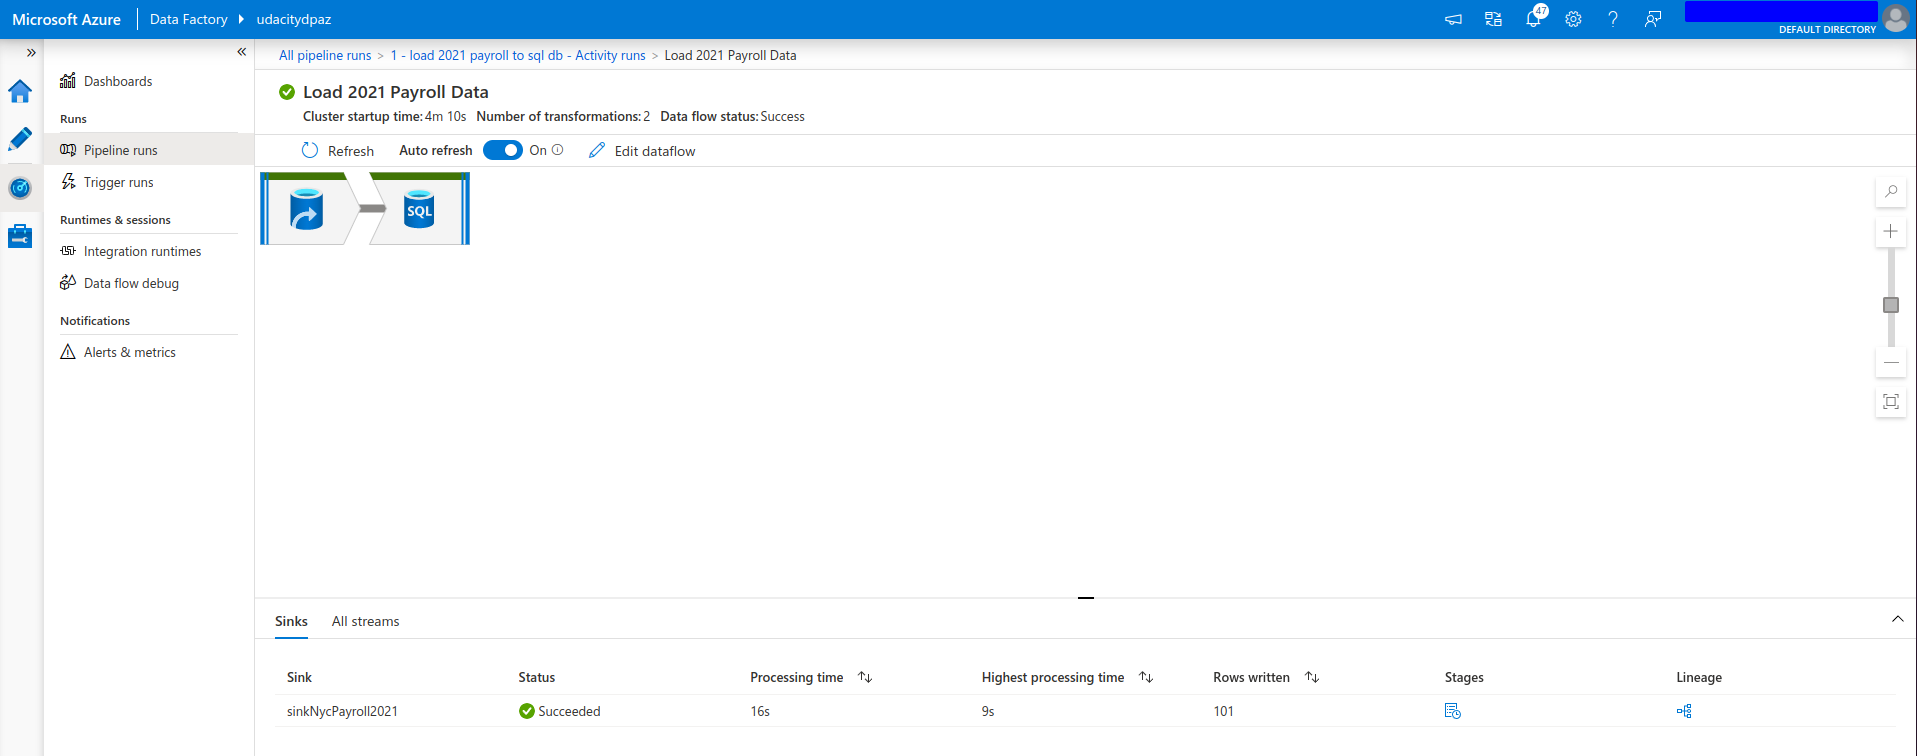 Microsoft Azure Data Factory udacitydpaz 47
DEFAULT DIRECTORY
» «
All pipeline runs > 1 - load 2021 payroll to sql db - Activity runs > Load 2021 Payroll Data
Dashboards
Runs
Pipeline runs
Trigger runs
Runtimes & sessions
Integration runtimes
Data flow debug
Notifications
Alerts & metrics
Load 2021 Payroll Data
Cluster startup time: 4m 10s Number of transformations: 2 Data flow status: Success
Refresh Auto refresh On Edit dataflow
SQL
Sinks All streams
Sink Status Processing time Highest processing time Rows written Stages Lineage
sinkNycPayroll2021 Succeeded 16s 9s 101